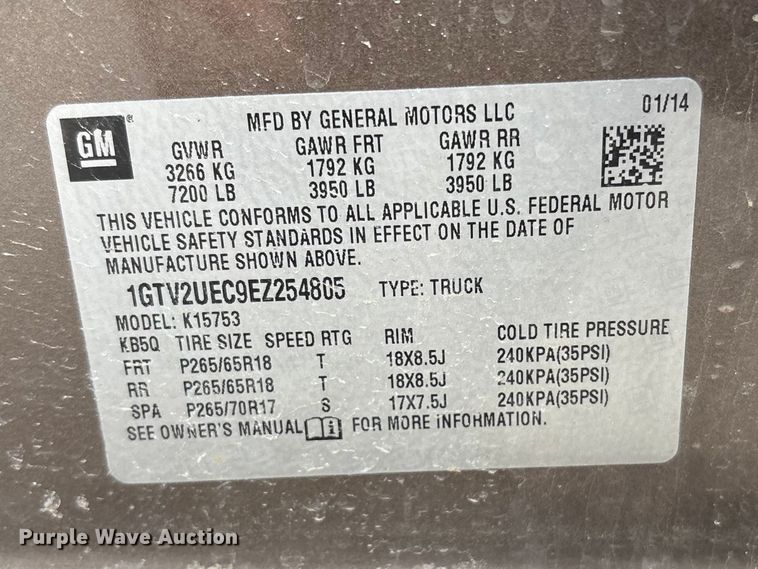 GM®
MFD BY GENERAL MOTORS LLC 01/14
GVWR GAWR FRT GAWR RR
3266 KG 1792 KG 1792 KG
7200 LB 3950 LB 3950 LB
THIS VEHICLE CONFORMS TO ALL APPLICABLE U.S. FEDERAL MOTOR
VEHICLE SAFETY STANDARDS IN EFFECT ON THE DATE OF
MANUFACTURE SHOWN ABOVE.
1GTV2UEC9EZ254805 TYPE: TRUCK
MODEL: K15753
KB5Q TIRE SIZE SPEED RTG RIM COLD TIRE PRESSURE
FRT P265/65R18 T 18X8.5J 240KPA(35PSI)
RR P265/65R18 T 18X8.5J 240KPA(35PSI)
SPA P265/70R17 S 17X7.5J 240KPA(35PSI)
SEE OWNER'S MANUAL i FOR MORE INFORMATION.
Purple Wave Auction